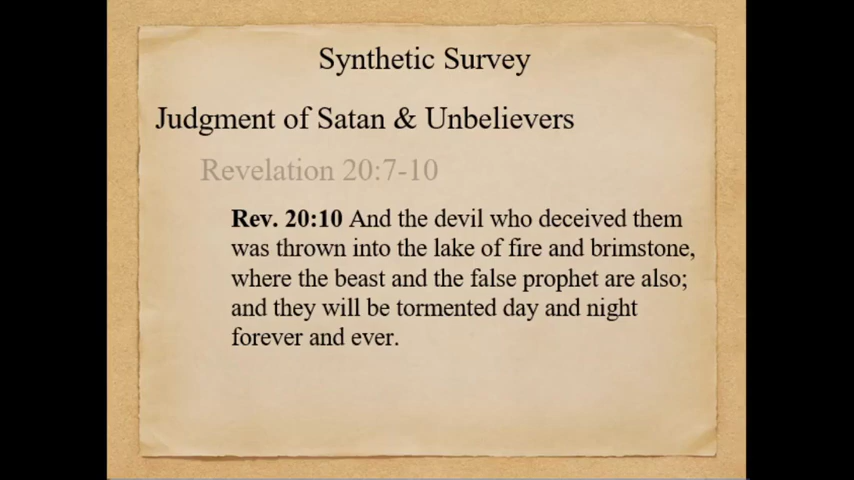 Synthetic Survey
Judgment of Satan & Unbelievers
Revelation 20:7-10
Rev. 20:10 And the devil who deceived them
was thrown into the lake of fire and brimstone,
where the beast and the false prophet are also;
and they will be tormented day and night
forever and ever.